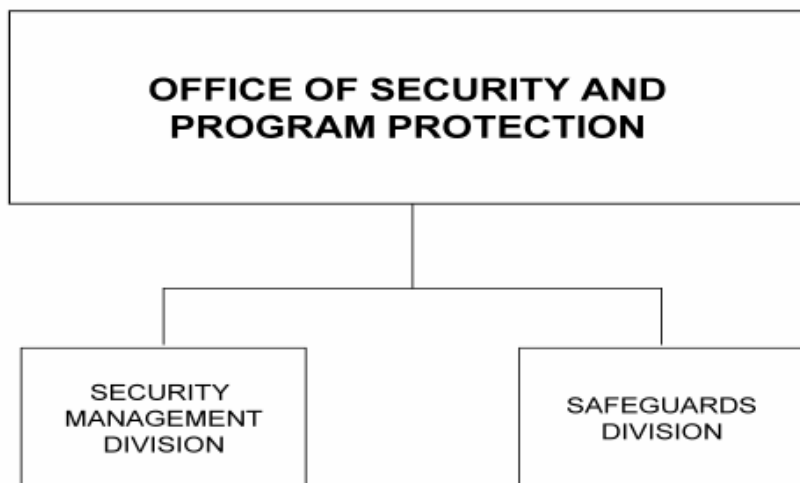 OFFICE OF SECURITY AND
PROGRAM PROTECTION
SECURITY
MANAGEMENT
DIVISION
SAFEGUARDS
DIVISION